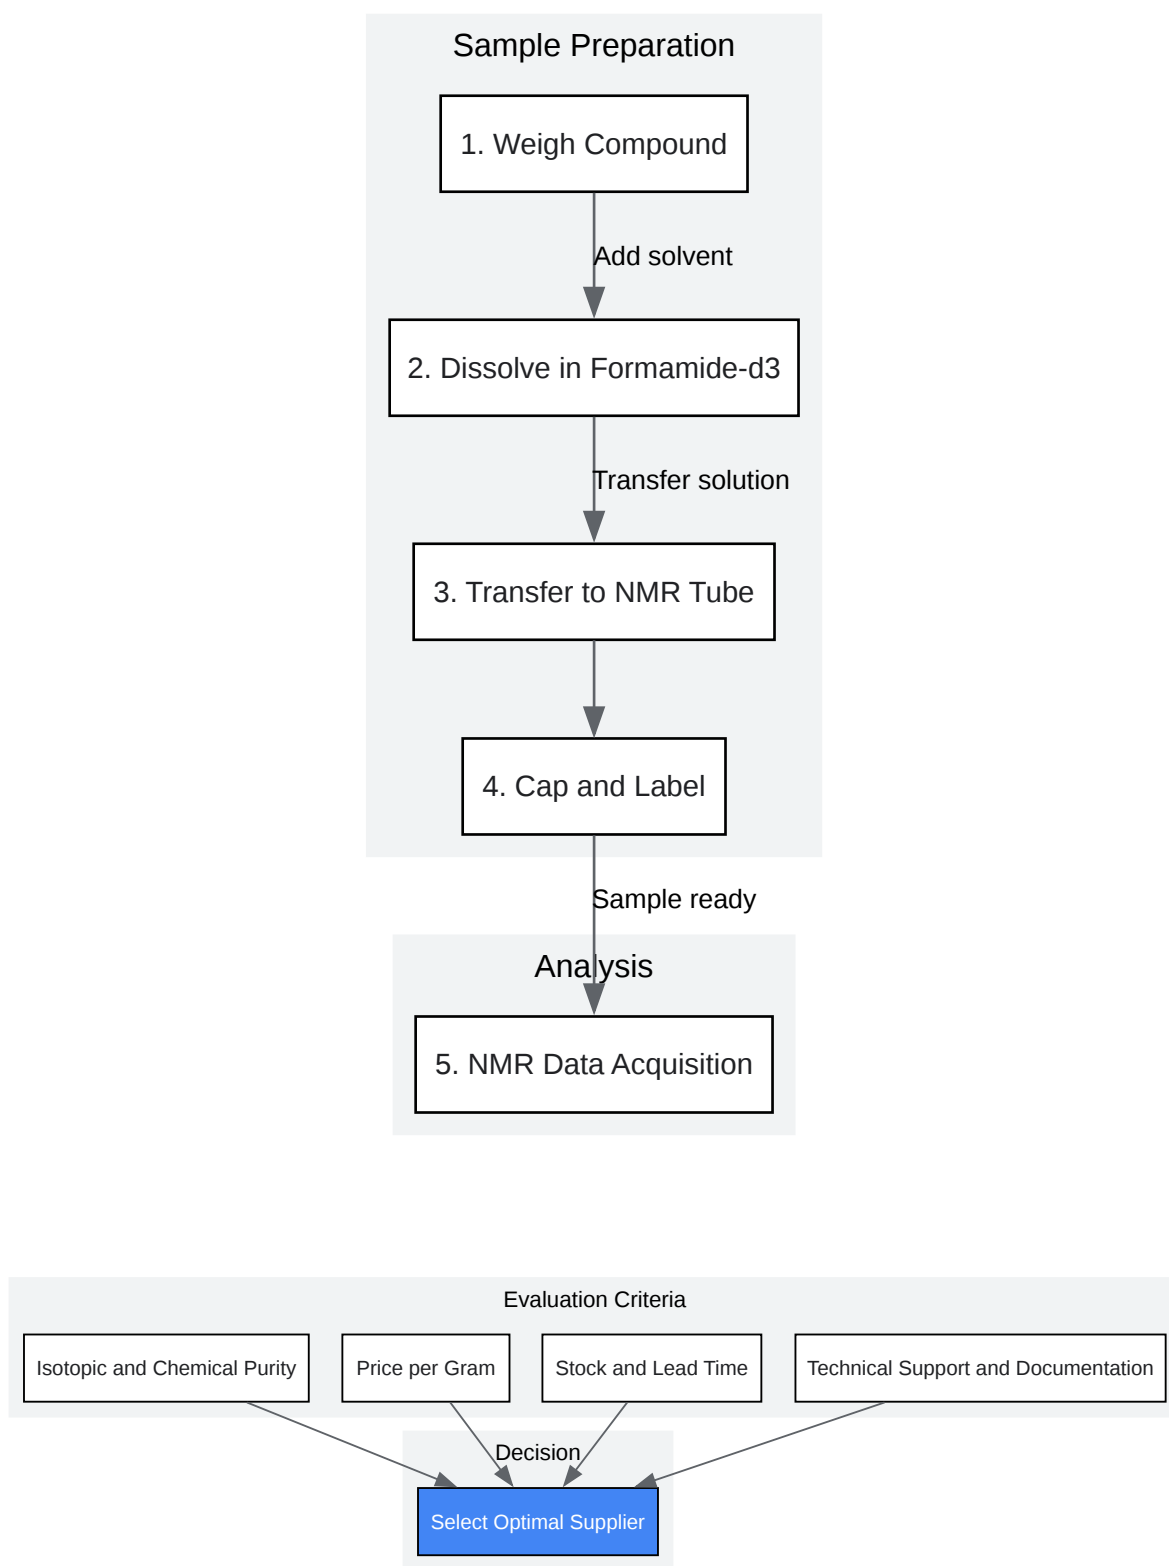 Sample Preparation
1. Weigh Compound
Add solvent
2. Dissolve in Formamide-d3
Transfer solution
3. Transfer to NMR Tube
4. Cap and Label
Sample ready
Analysis
5. NMR Data Acquisition
Evaluation Criteria
Isotopic and Chemical Purity
Price per Gram
Stock and Lead Time
Technical Support and Documentation
Decision
Select Optimal Supplier